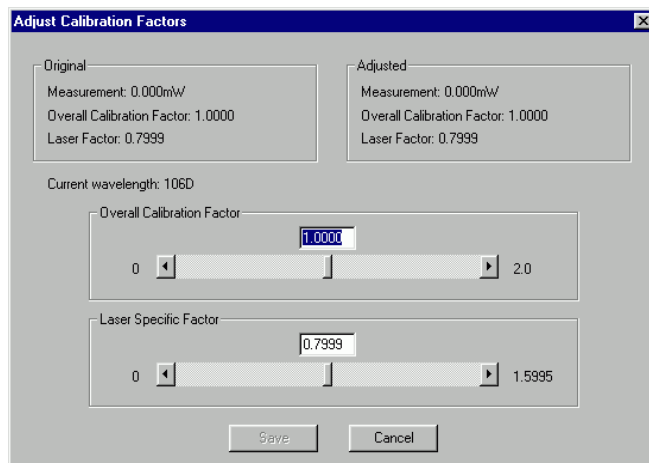 Adjust Calibration Factors
Original
Measurement: 0.000mW
Overall Calibration Factor: 1.0000
Laser Factor: 0.7999
Adjusted
Measurement: 0.000mW
Overall Calibration Factor: 1.0000
Laser Factor: 0.7999
Current wavelength: 106D
Overall Calibration Factor
1.0000
0 2.0
Laser Specific Factor
0.7999
0 1.5995
Save Cancel